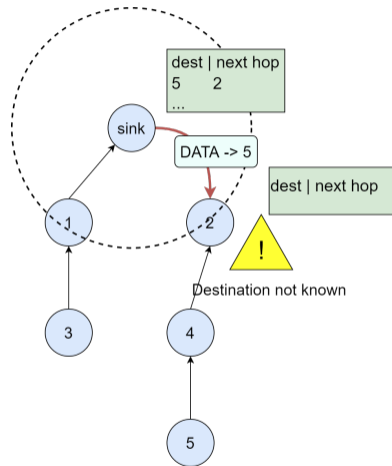 dest | next hop
5 2
...
sink
DATA -> 5
dest | next hop
1
2
!
Destination not known
3
4
5